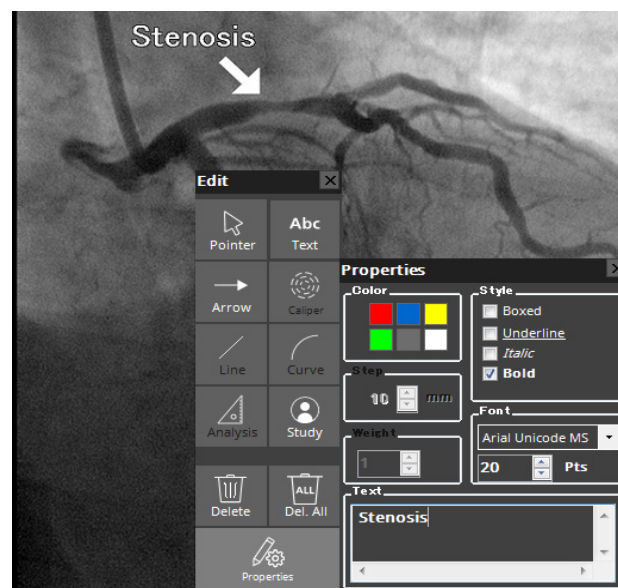 Stenosis
Edit
Pointer
Abc
Text
Arrow
Caliper
Line
Curve
Analysis
Study
Delete
ALL
Del. All
Properties
Properties
Color
Step
10 mm
Weight
1
Style
Boxed
Underline
Italic
Bold
Font
Arial Unicode MS
20 Pts
Text
Stenosis